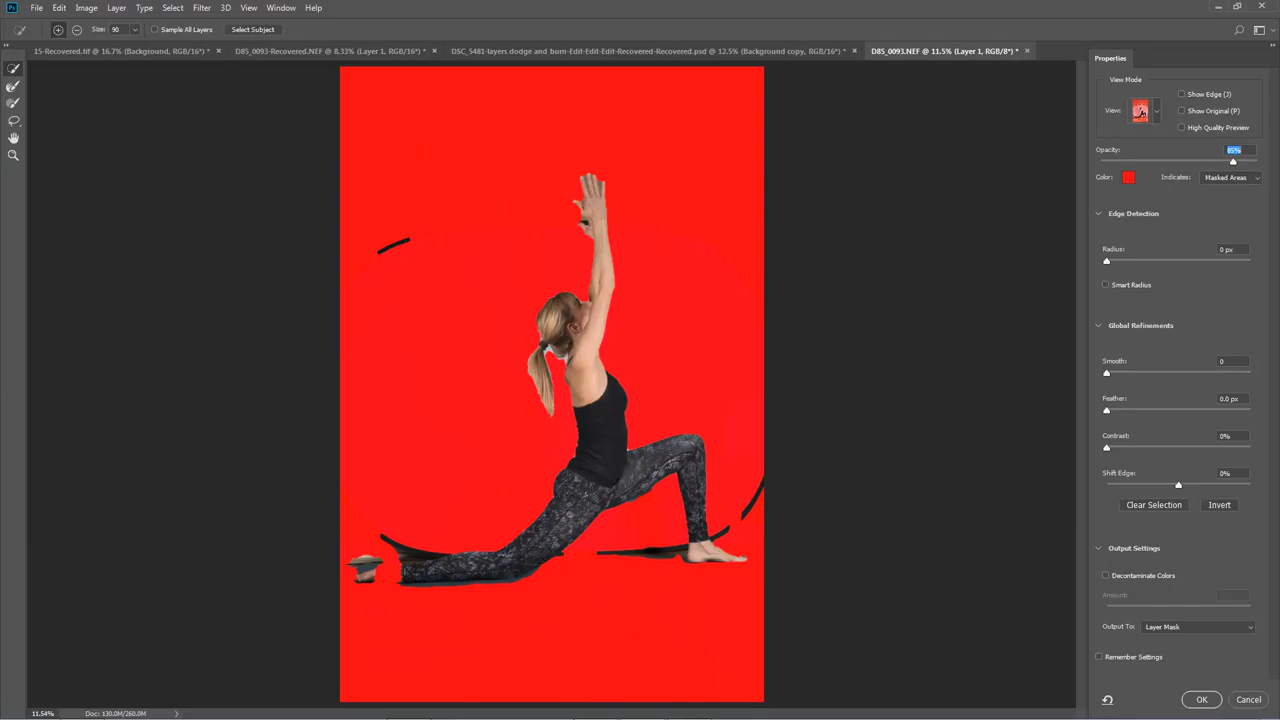 Ps File Edit Image Layer Type Select Filter 3D View Window Help
Size: 90 Sample All Layers Select Subject
15-Recovered.tif @ 16.7% (Background, RGB/16*) * × D85_0093-Recovered.NEF @ 8.33% (Layer 1, RGB/16*) * × DSC_5481-layers dodge and burn-Edit-Edit-Edit-Recovered-Recovered.psd @ 12.5% (Background copy, RGB/16*) * × D85_0093.NEF @ 11.5% (Layer 1, RGB/8*) * ×
Properties
View Mode
Show Edge (J)
View: Show Original (P)
High Quality Preview
Opacity: 85%
Color: Indicates: Masked Areas
Edge Detection
Radius: 0 px
Smart Radius
Global Refinements
Smooth: 0
Feather: 0.0 px
Contrast: 0%
Shift Edge: 0%
Clear Selection Invert
Output Settings
Decontaminate Colors
Amount:
Output To: Layer Mask
Remember Settings
OK Cancel
11.54% Doc: 130.0M/260.0M